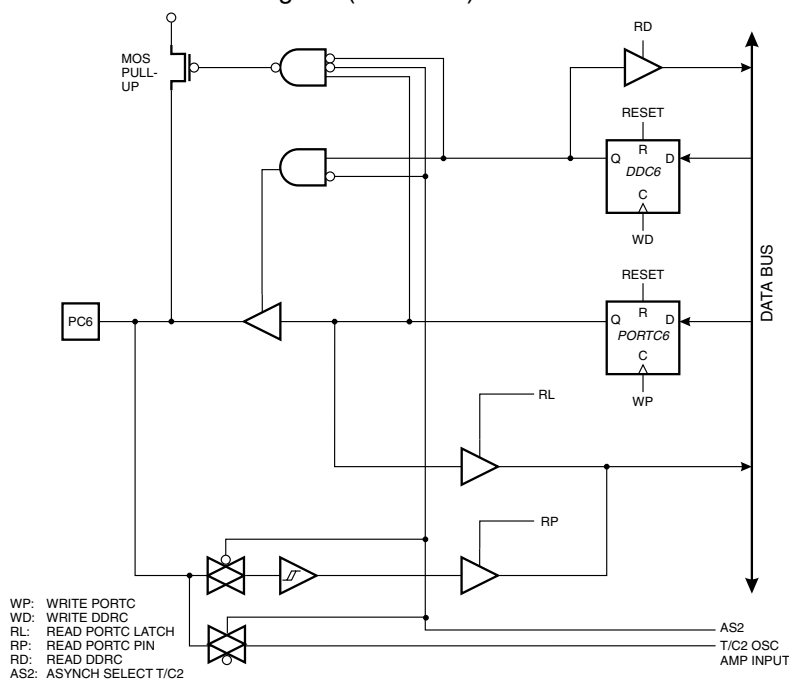 RD
MOS
PULL-
UP
RESET
R
Q
D
DDC6
C
WD
RESET
R
Q
D
PORTC6
C
WP
DATA BUS
PC6
RL
RP
WP: WRITE PORTC
WD: WRITE DDRC
RL: READ PORTC LATCH
RP: READ PORTC PIN
RD: READ DDRC
AS2: ASYNCH SELECT T/C2
AS2
T/C2 OSC
AMP INPUT